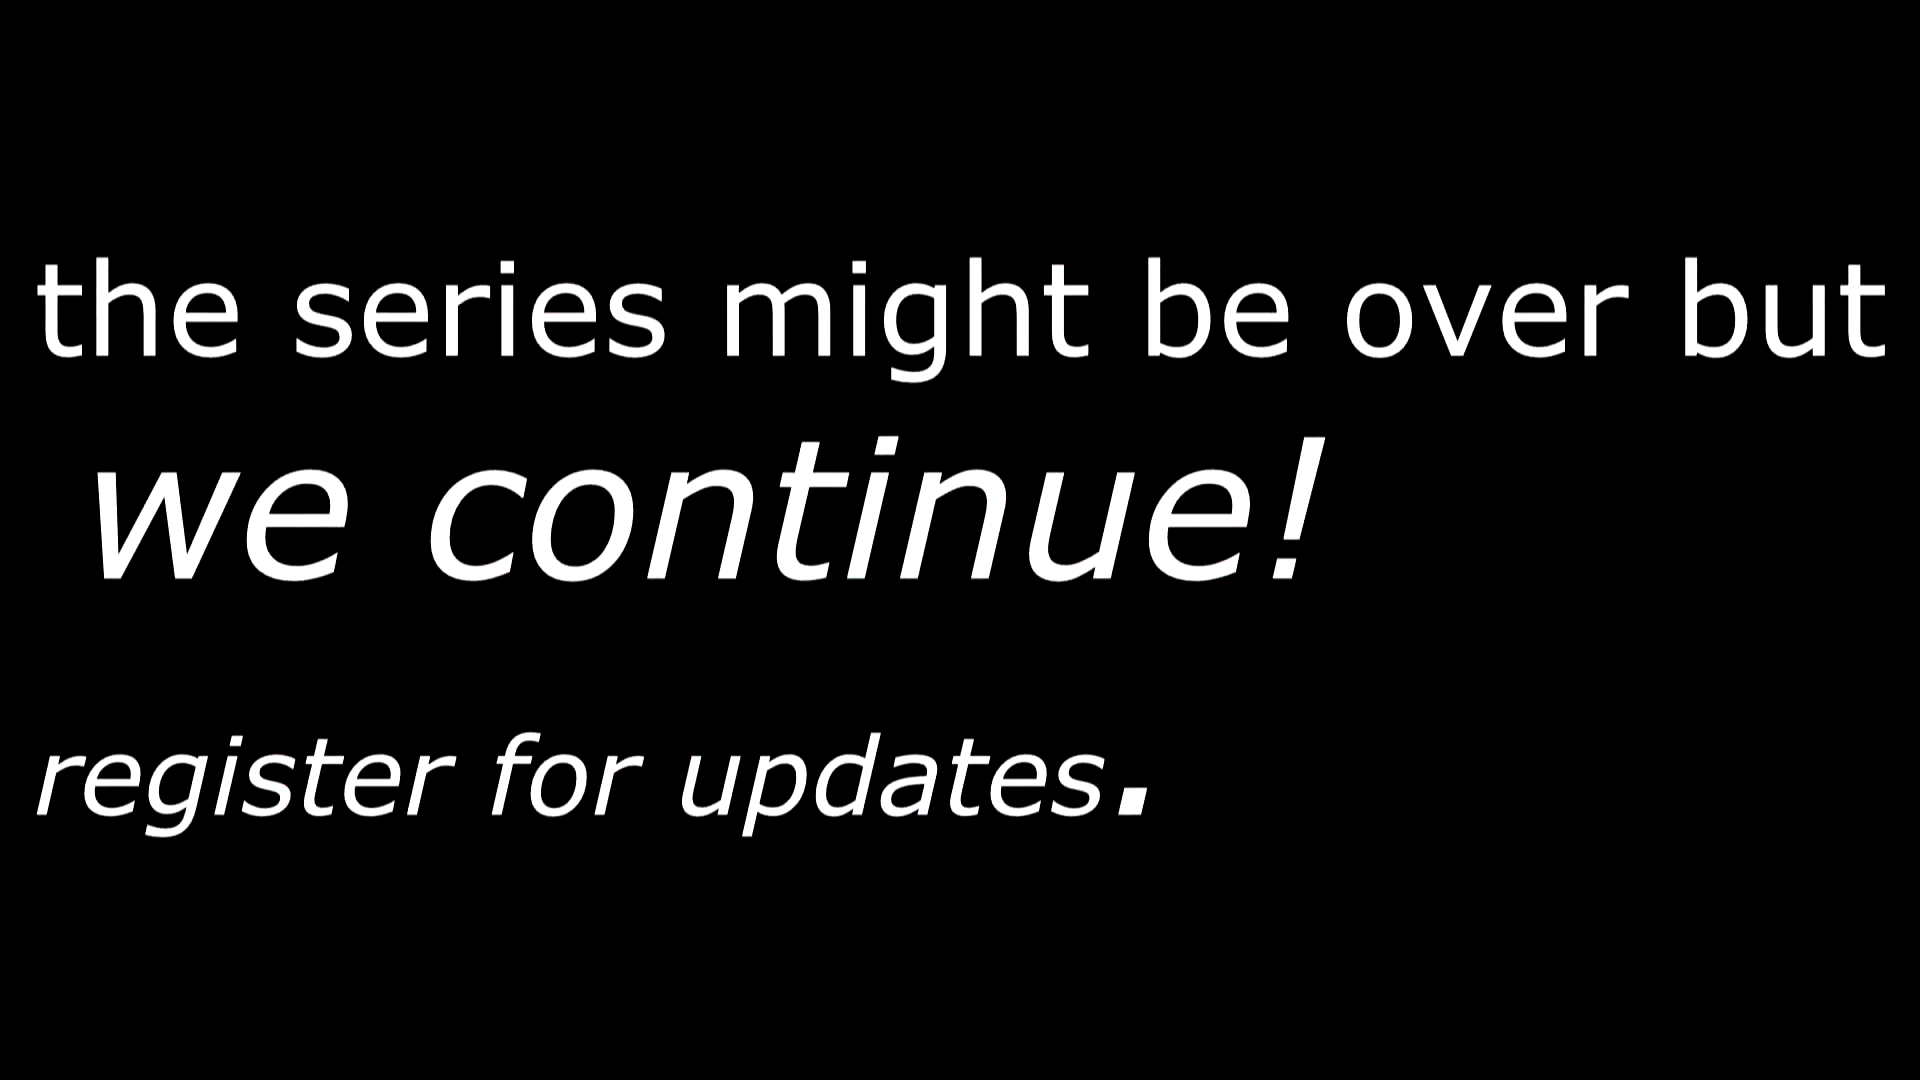 the series might be over but
we continue!
register for updates.